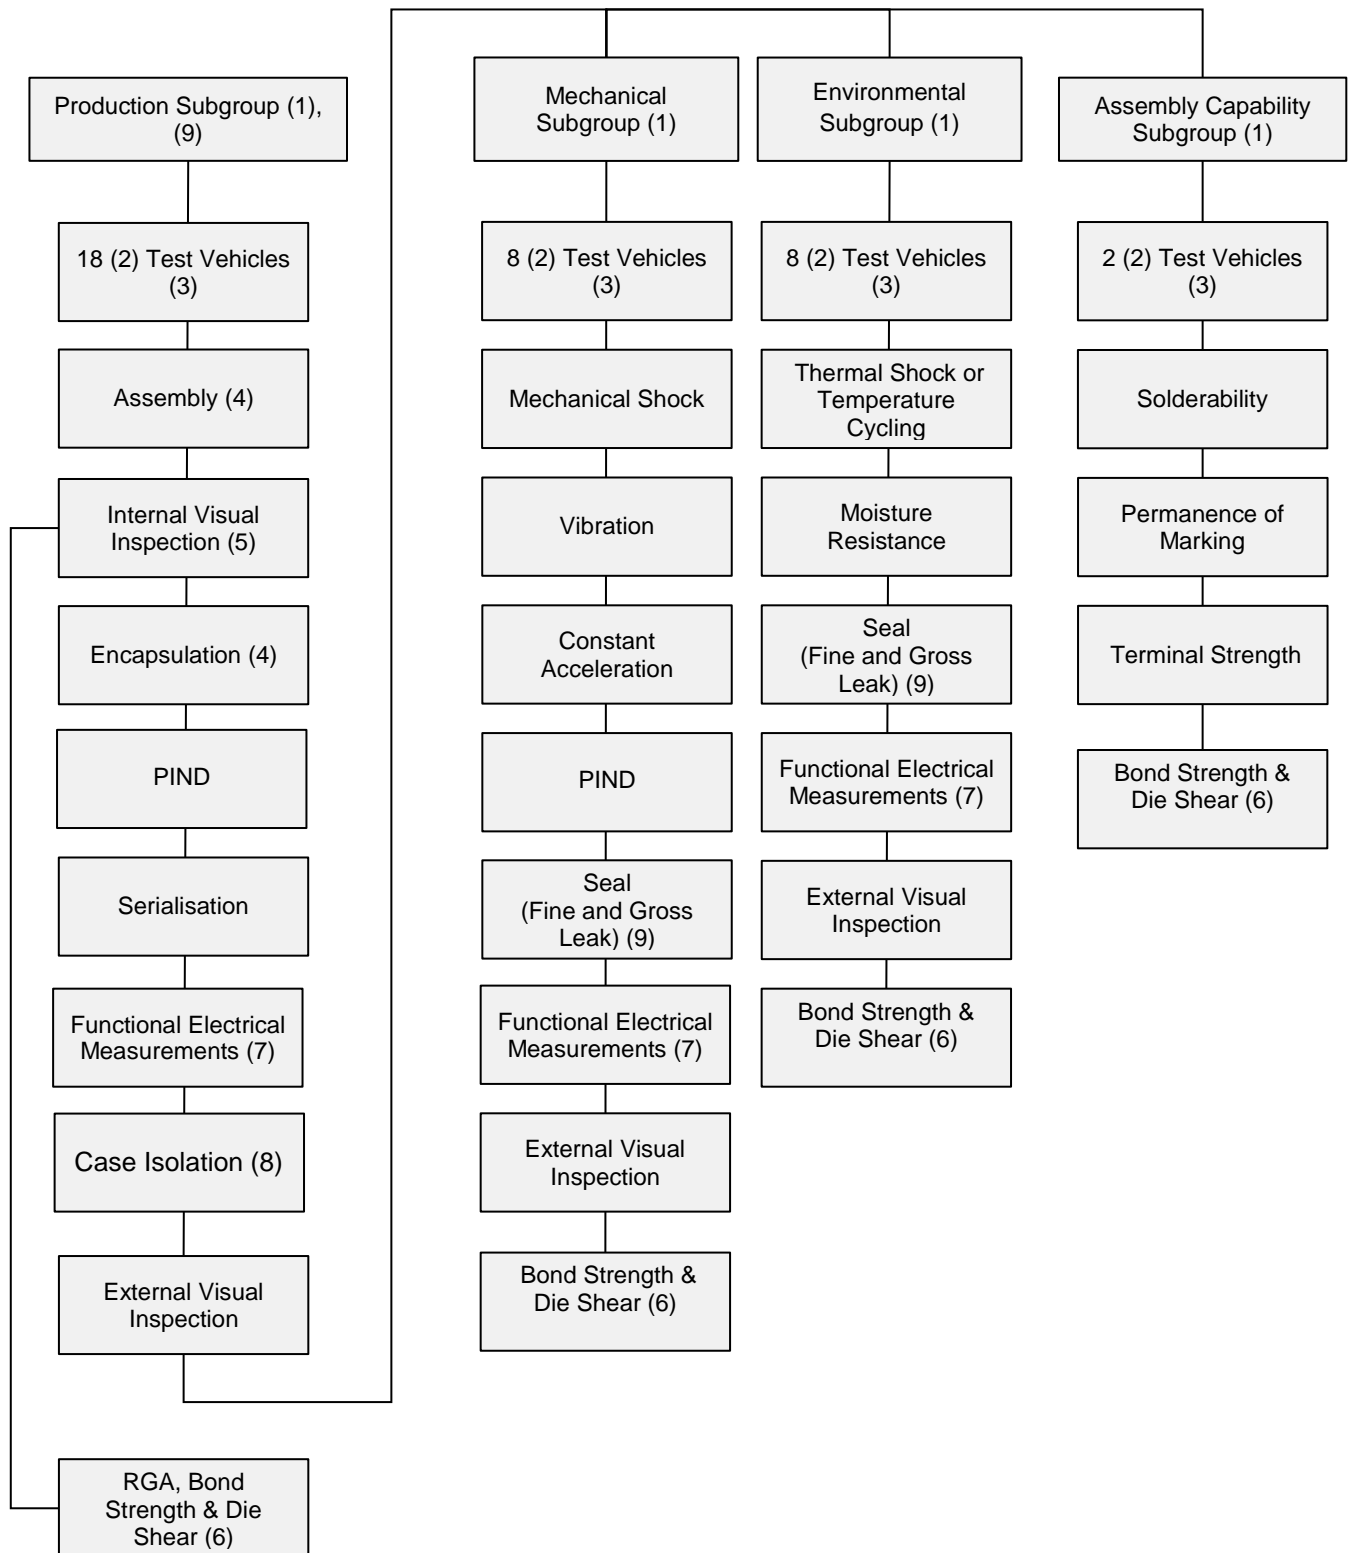 Production Subgroup (1),
(9)
18 (2) Test Vehicles
(3)
Assembly (4)
Internal Visual
Inspection (5)
Encapsulation (4)
PIND
Serialisation
Functional Electrical
Measurements (7)
Case Isolation (8)
External Visual
Inspection
RGA, Bond
Strength & Die
Shear (6)
Mechanical
Subgroup (1)
8 (2) Test Vehicles
(3)
Mechanical Shock
Vibration
Constant
Acceleration
PIND
Seal
(Fine and Gross
Leak) (9)
Functional Electrical
Measurements (7)
External Visual
Inspection
Bond Strength &
Die Shear (6)
Environmental
Subgroup (1)
8 (2) Test Vehicles
(3)
Thermal Shock or
Temperature
Cycling
Moisture
Resistance
Seal
(Fine and Gross
Leak) (9)
Functional Electrical
Measurements (7)
External Visual
Inspection
Bond Strength &
Die Shear (6)
Assembly Capability
Subgroup (1)
2 (2) Test Vehicles
(3)
Solderability
Permanence of
Marking
Terminal Strength
Bond Strength &
Die Shear (6)